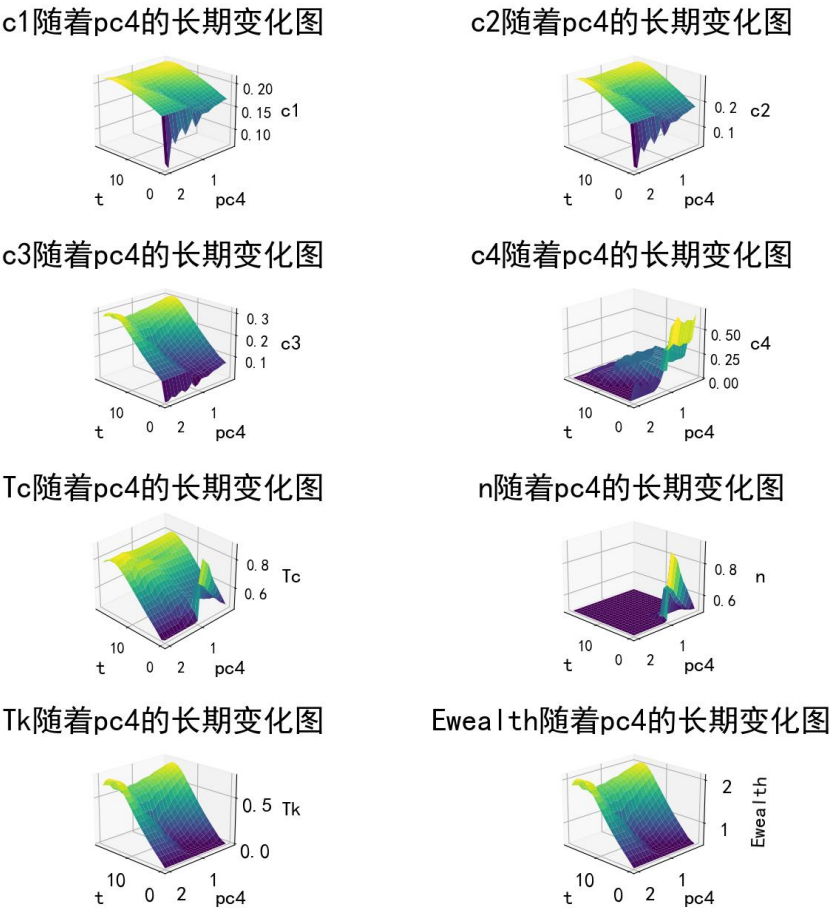 c1随着pc4的长期变化图
c2随着pc4的长期变化图
0.20
0.15
0.10
c1
10
0
t
2
1
pc4
0.2
0.1
c2
10
0
t
2
1
pc4
c3随着pc4的长期变化图
c4随着pc4的长期变化图
0.3
0.2
0.1
c3
10
0
t
2
1
pc4
0.50
0.25
0.00
c4
10
0
t
2
1
pc4
Tc随着pc4的长期变化图
n随着pc4的长期变化图
0.8
0.6
Tc
10
0
t
2
1
pc4
0.8
0.6
n
10
0
t
2
1
pc4
Tk随着pc4的长期变化图
Ewealth随着pc4的长期变化图
0.5
0.0
Tk
10
0
t
2
1
pc4
2
1
Ewealth
10
0
t
2
1
pc4